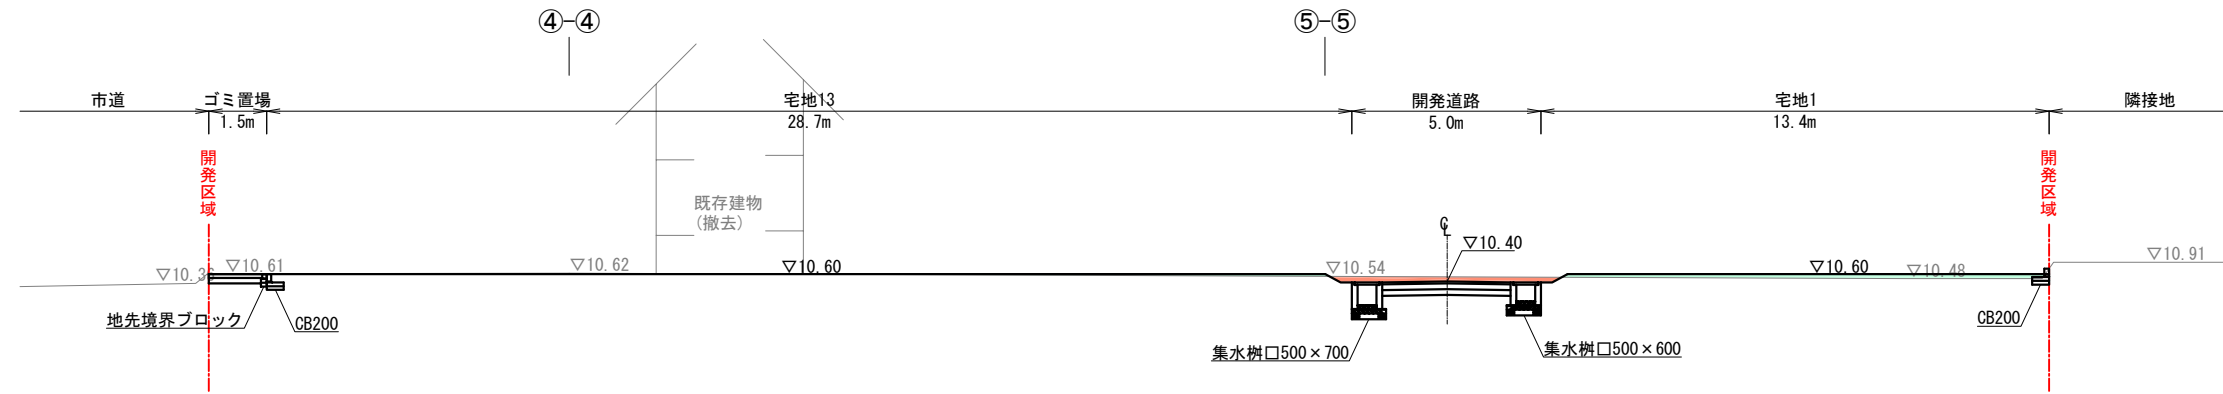 ④-④
⑤-⑤
市道
ゴミ置場
宅地13
開発道路
宅地1
隣接地
1.5m
28.7m
5.0m
13.4m
開発区域
開発区域
既存建物
(撤去)
℄
▽10.40
▽10.61
▽10.62
▽10.60
▽10.54
▽10.60
▽10.48
▽10.91
地先境界ブロック
CB200
CB200
集水桝口500×700
集水桝口500×600